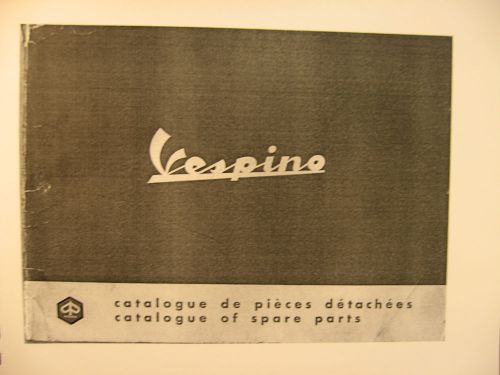 Vespino
catalogue de pièces détachées
catalogue of spare parts